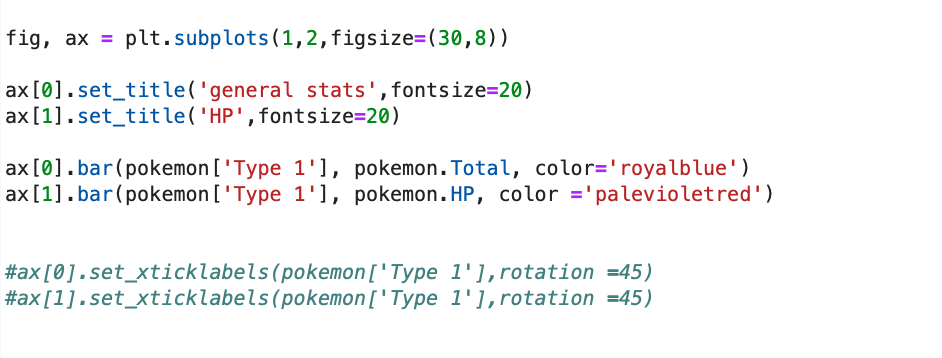 fig, ax = plt.subplots(1,2,figsize=(30,8))
ax[0].set_title('general stats',fontsize=20)
ax[1].set_title('HP',fontsize=20)
ax[0].bar(pokemon['Type 1'], pokemon.Total, color='royalblue')
ax[1].bar(pokemon['Type 1'], pokemon.HP, color ='palevioletred')
#ax[0].set_xticklabels(pokemon['Type 1'],rotation =45)
#ax[1].set_xticklabels(pokemon['Type 1'],rotation =45)